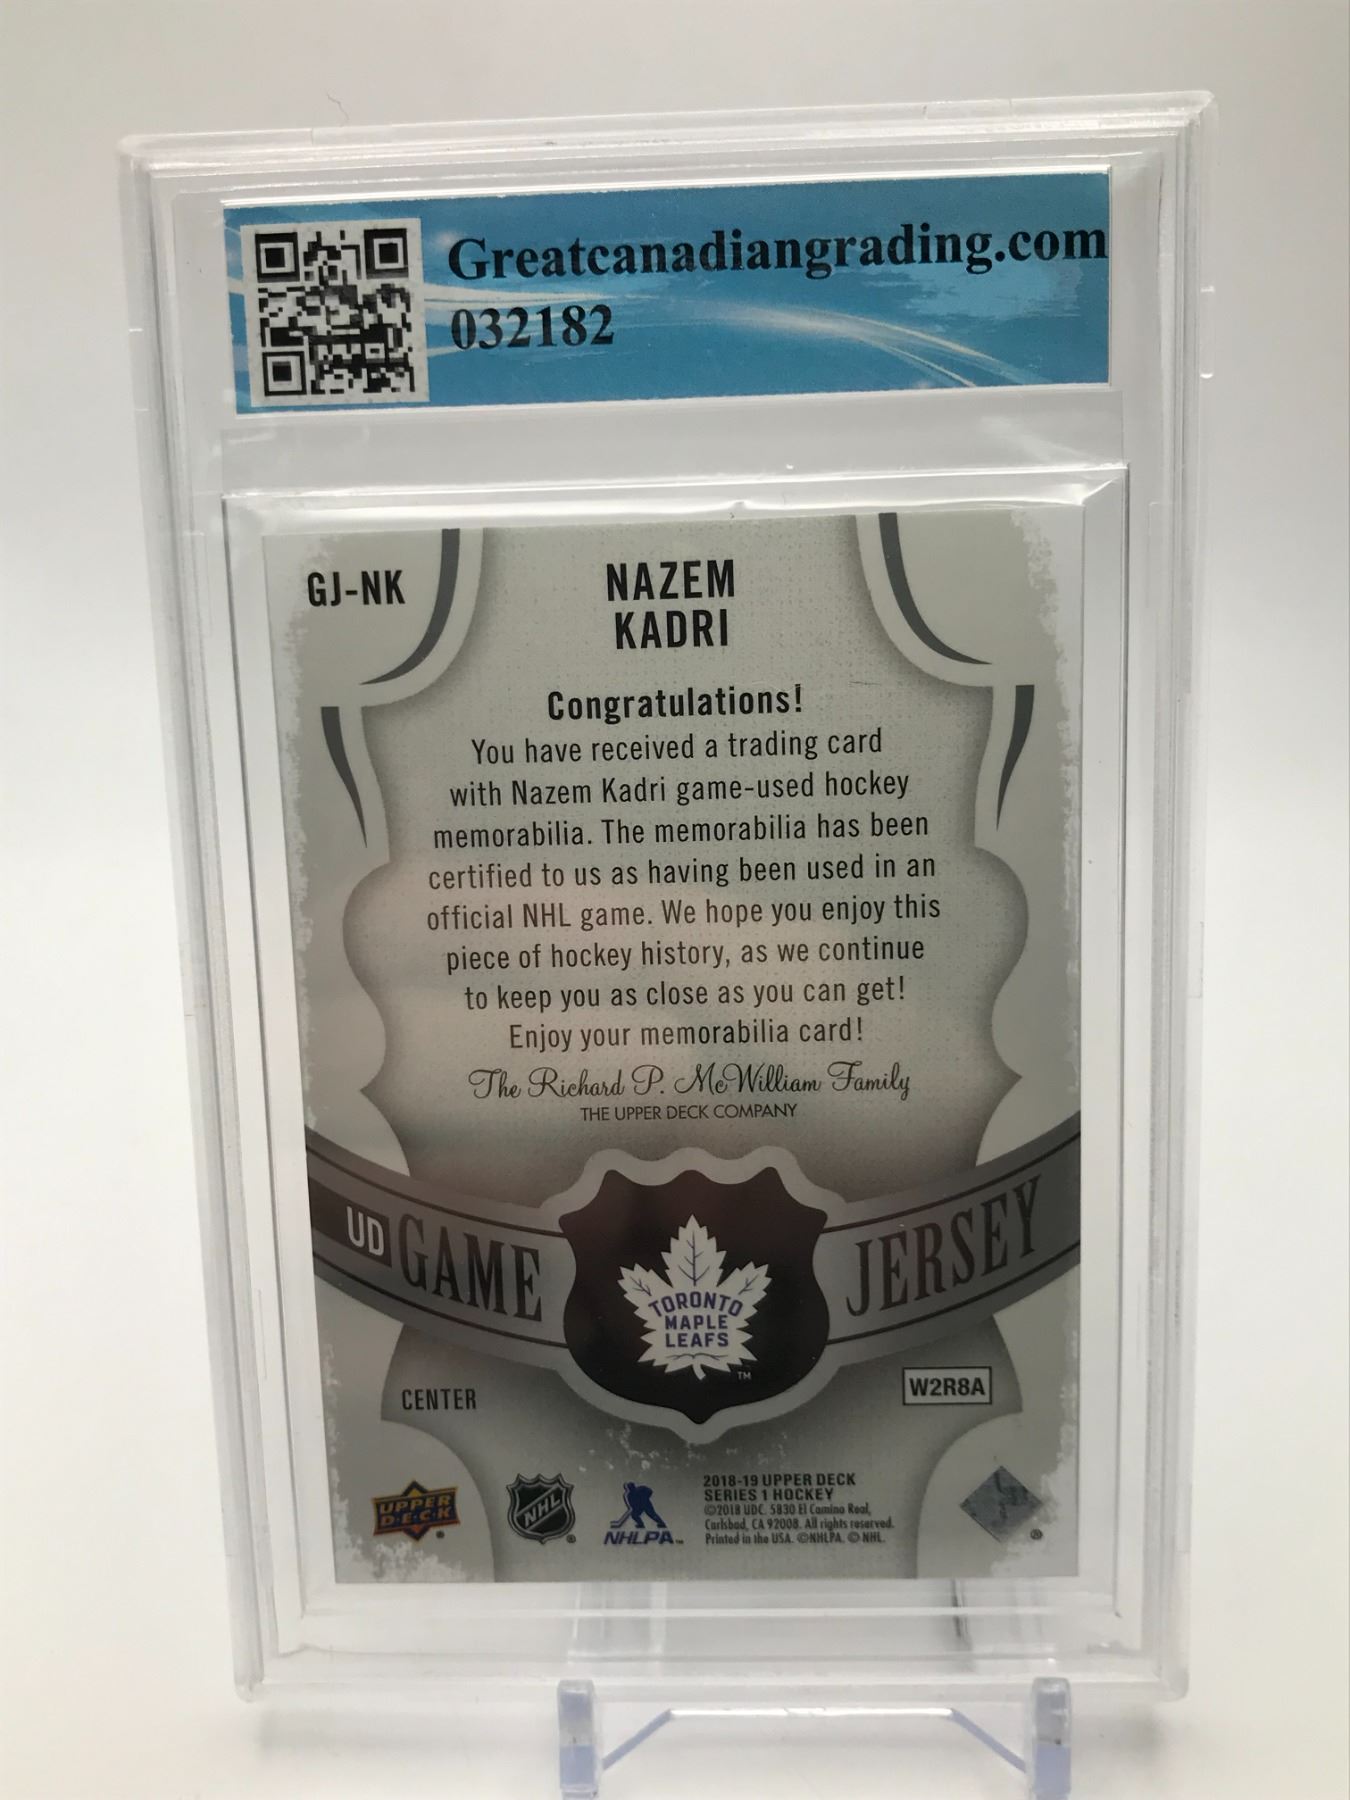 Greatcanadiangrading.com
032182
GJ-NK
NAZEM
KADRI
Congratulations!
You have received a trading card
with Nazem Kadri game-used hockey
memorabilia. The memorabilia has been
certified to us as having been used in an
official NHL game. We hope you enjoy this
piece of hockey history, as we continue
to keep you as close as you can get!
Enjoy your memorabilia card!
The Richard P. McWilliam Family
THE UPPER DECK COMPANY
UD GAME JERSEY
TORONTO
MAPLE
LEAFS
TM
CENTER
W2R8A
UPPER
D·E·C·K
®
NHL
®
NHLPA™
2018-19 UPPER DECK
SERIES 1 HOCKEY
©2018 UDC. 5830 El Camino Real,
Carlsbad, CA 92008. All rights reserved.
Printed in the USA. ©NHLPA. © NHL.
®